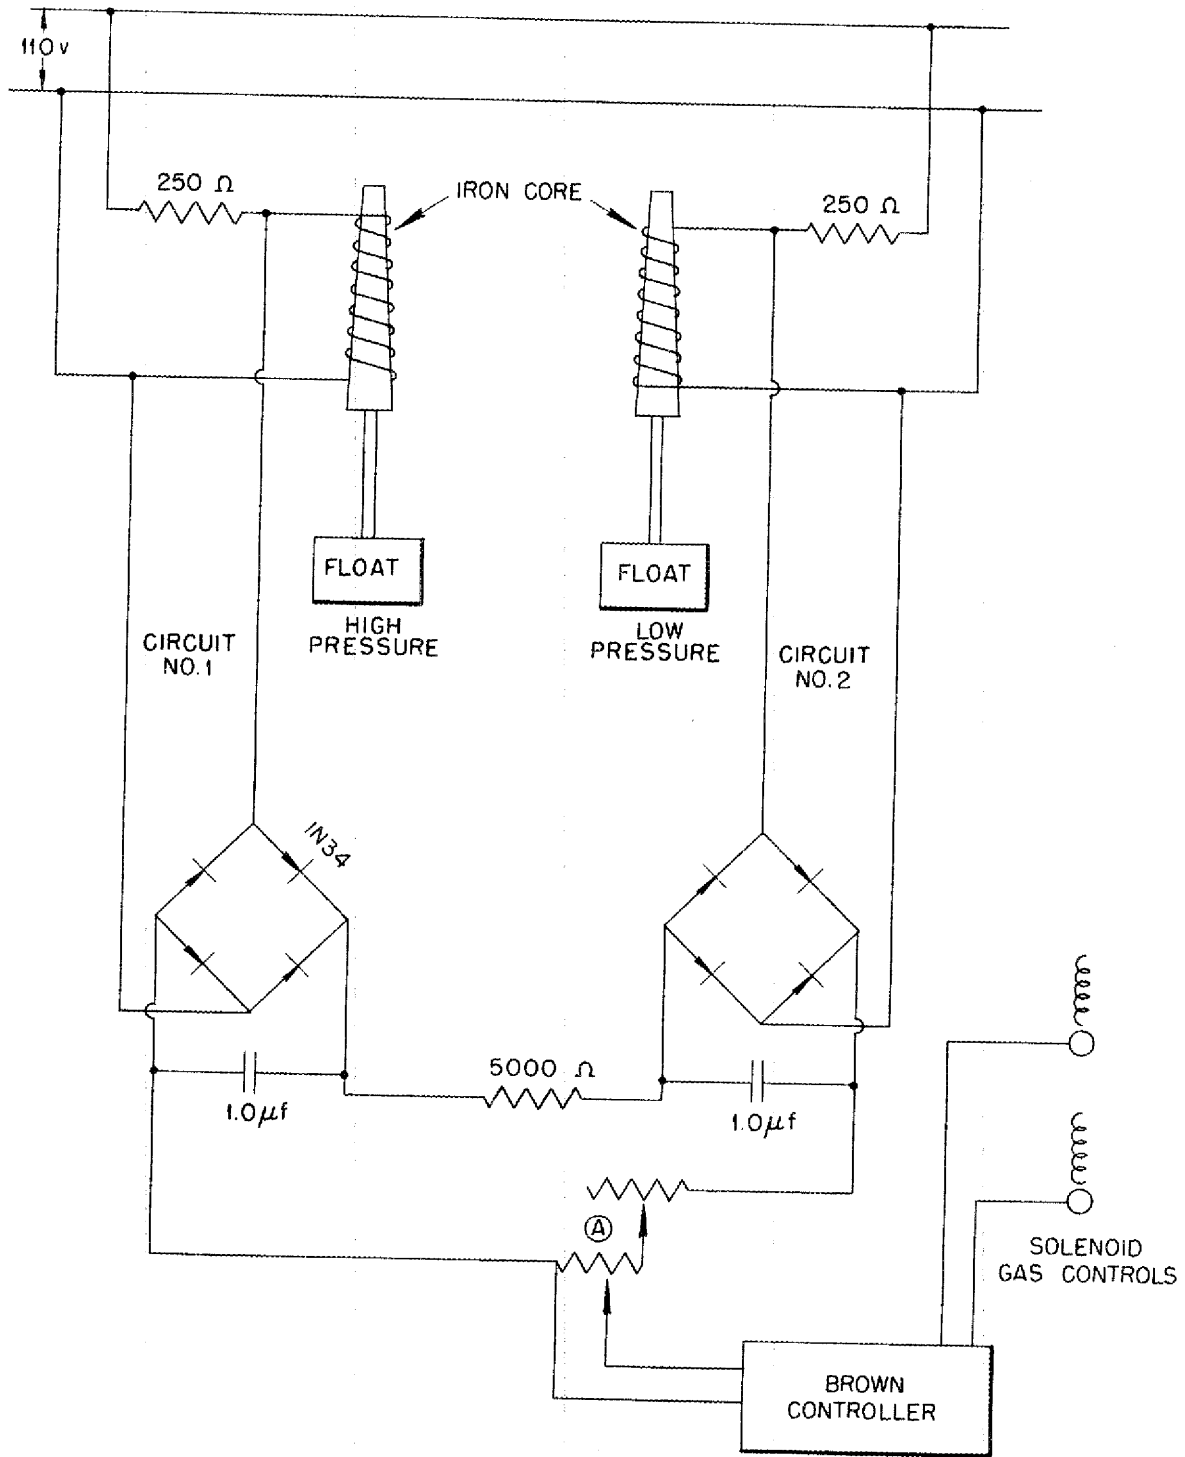 110 v
250 Ω
IRON CORE
250 Ω
FLOAT
HIGH
PRESSURE
FLOAT
LOW
PRESSURE
CIRCUIT
NO. 1
CIRCUIT
NO. 2
IN34
5000 Ω
1.0 μf
1.0 μf
A
SOLENOID
GAS CONTROLS
BROWN
CONTROLLER